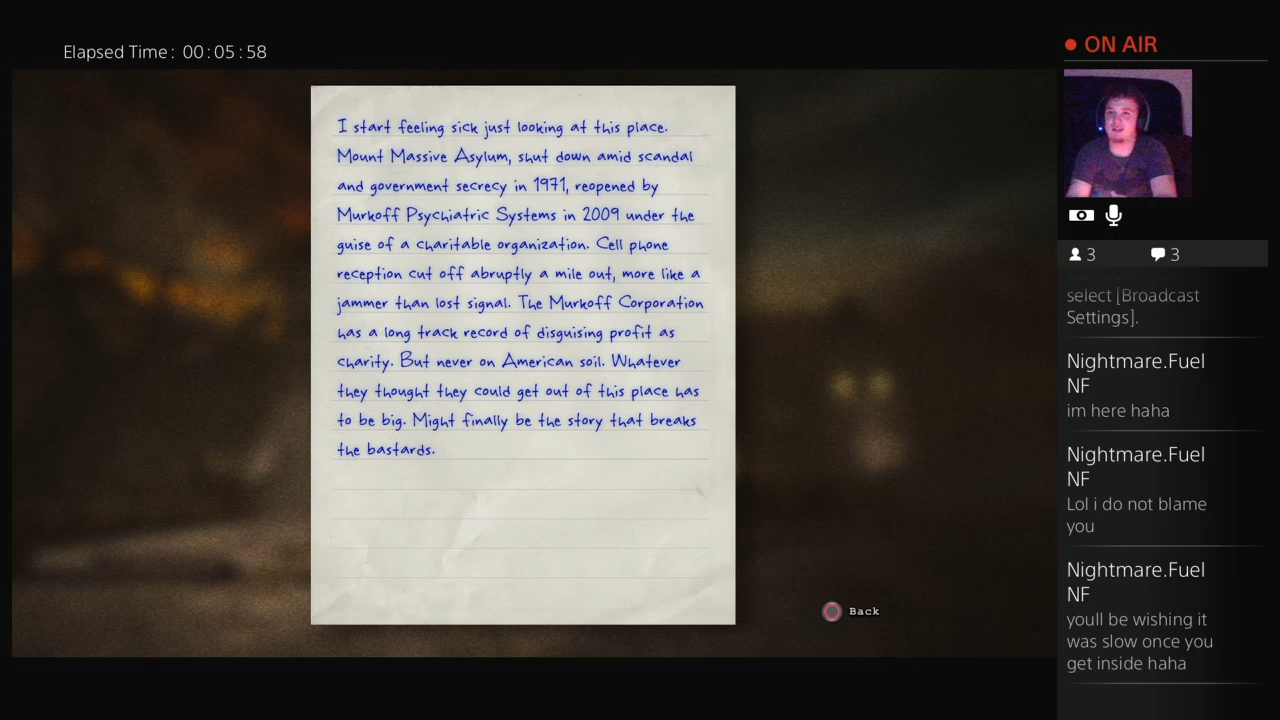 Elapsed Time: 00:05:58
ON AIR
I start feeling sick just looking at this place.
Mount Massive Asylum, shut down amid scandal
and government secrecy in 1971, reopened by
Murkoff Psychiatric Systems in 2009 under the
guise of a charitable organization. Cell phone
reception cut off abruptly a mile out, more like a
jammer than lost signal. The Murkoff Corporation
has a long track record of disguising profit as
charity. But never on American soil. Whatever
they thought they could get out of this place has
to be big. Might finally be the story that breaks
the bastards.
Back
3
3
select [Broadcast
Settings].
Nightmare.Fuel
NF
im here haha
Nightmare.Fuel
NF
Lol i do not blame
you
Nightmare.Fuel
NF
youll be wishing it
was slow once you
get inside haha